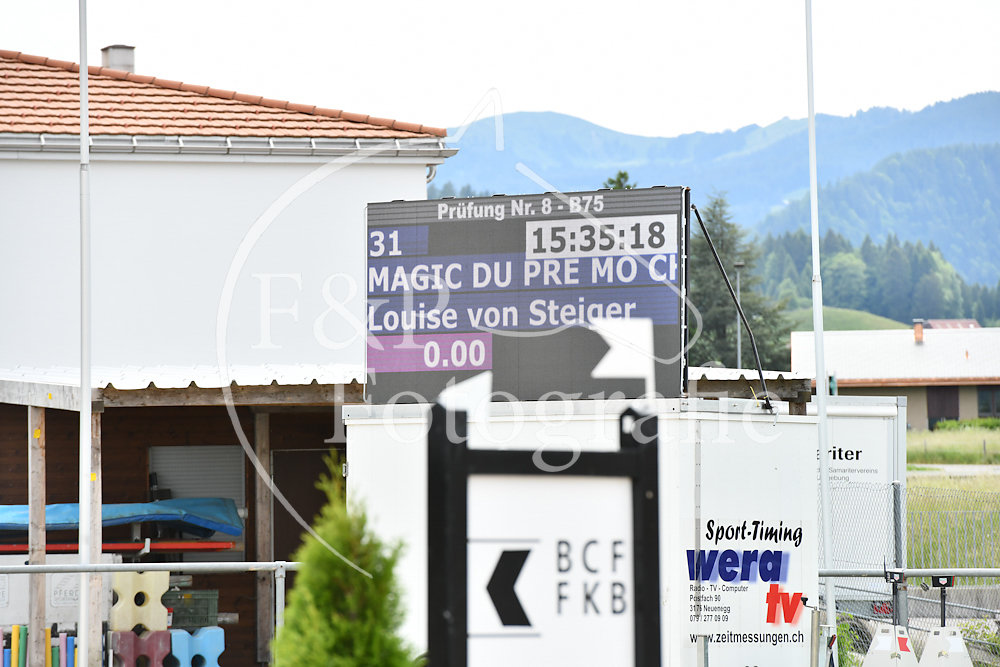 Prüfung Nr. 8 - B75
31 15:35:18
MAGIC DU PRE MO CH
Louise von Steiger
0.00
F&P
Fotografie
BCF
FKB
Sport-Timing
wera
tv
Radio - TV - Computer
Postfach 90
3176 Neuenegg
079 / 277 09 09
www.zeitmessungen.ch
riter
Samaritervereins
gebung